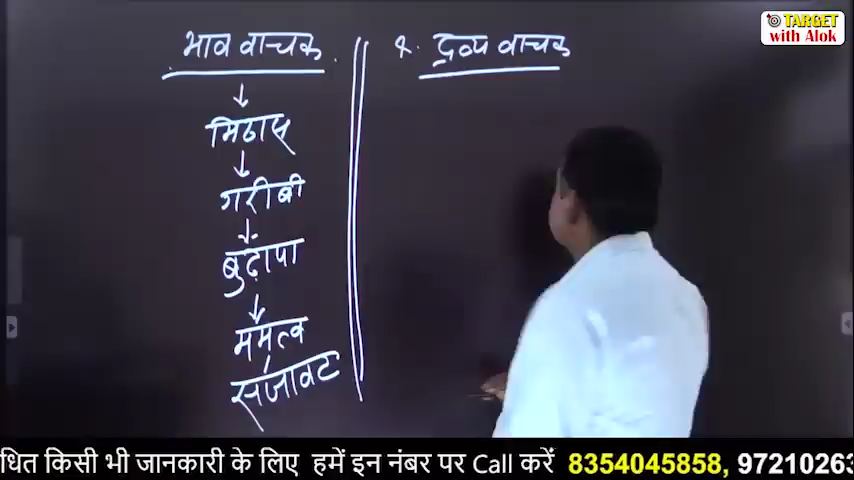 TARGET
with Alok
भाव वाचक
मिठास
गरीबी
बुढ़ापा
ममत्व
सजावट
द्रव्य वाचक
धित किसी भी जानकारी के लिए हमें इन नंबर पर Call करें 8354045858, 97210263